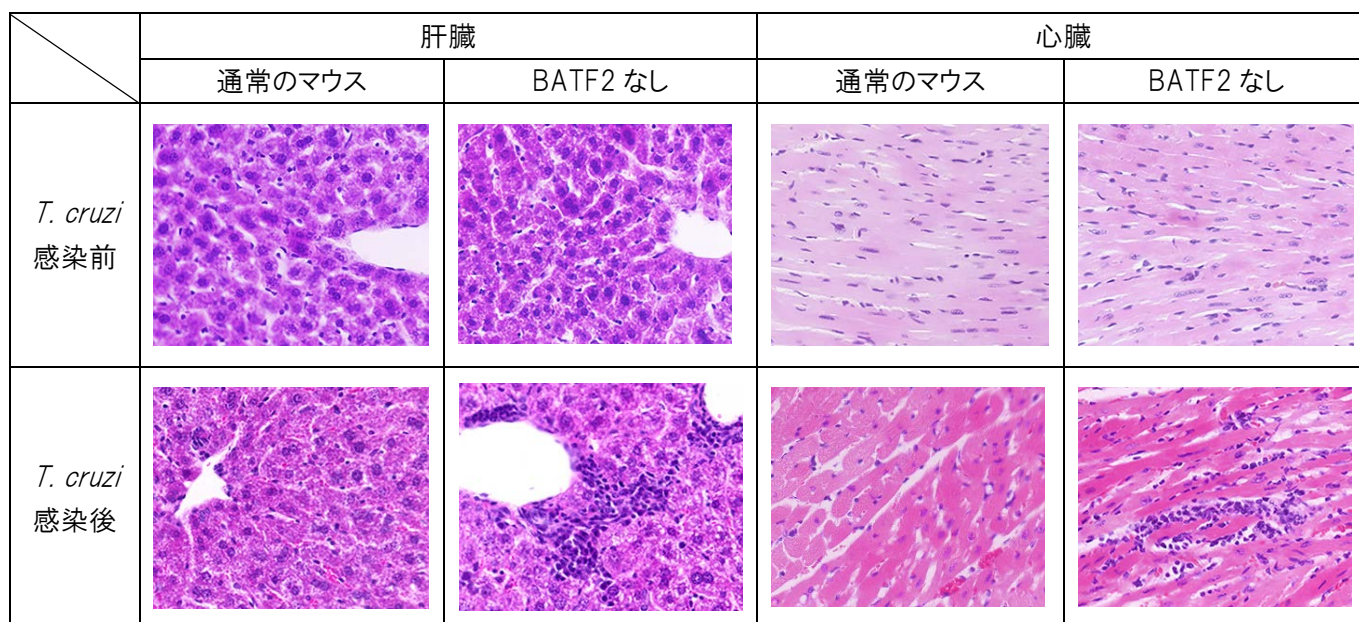 肝臓
心臓
通常のマウス
BATF2 なし
通常のマウス
BATF2 なし
T. cruzi
感染前
T. cruzi
感染後